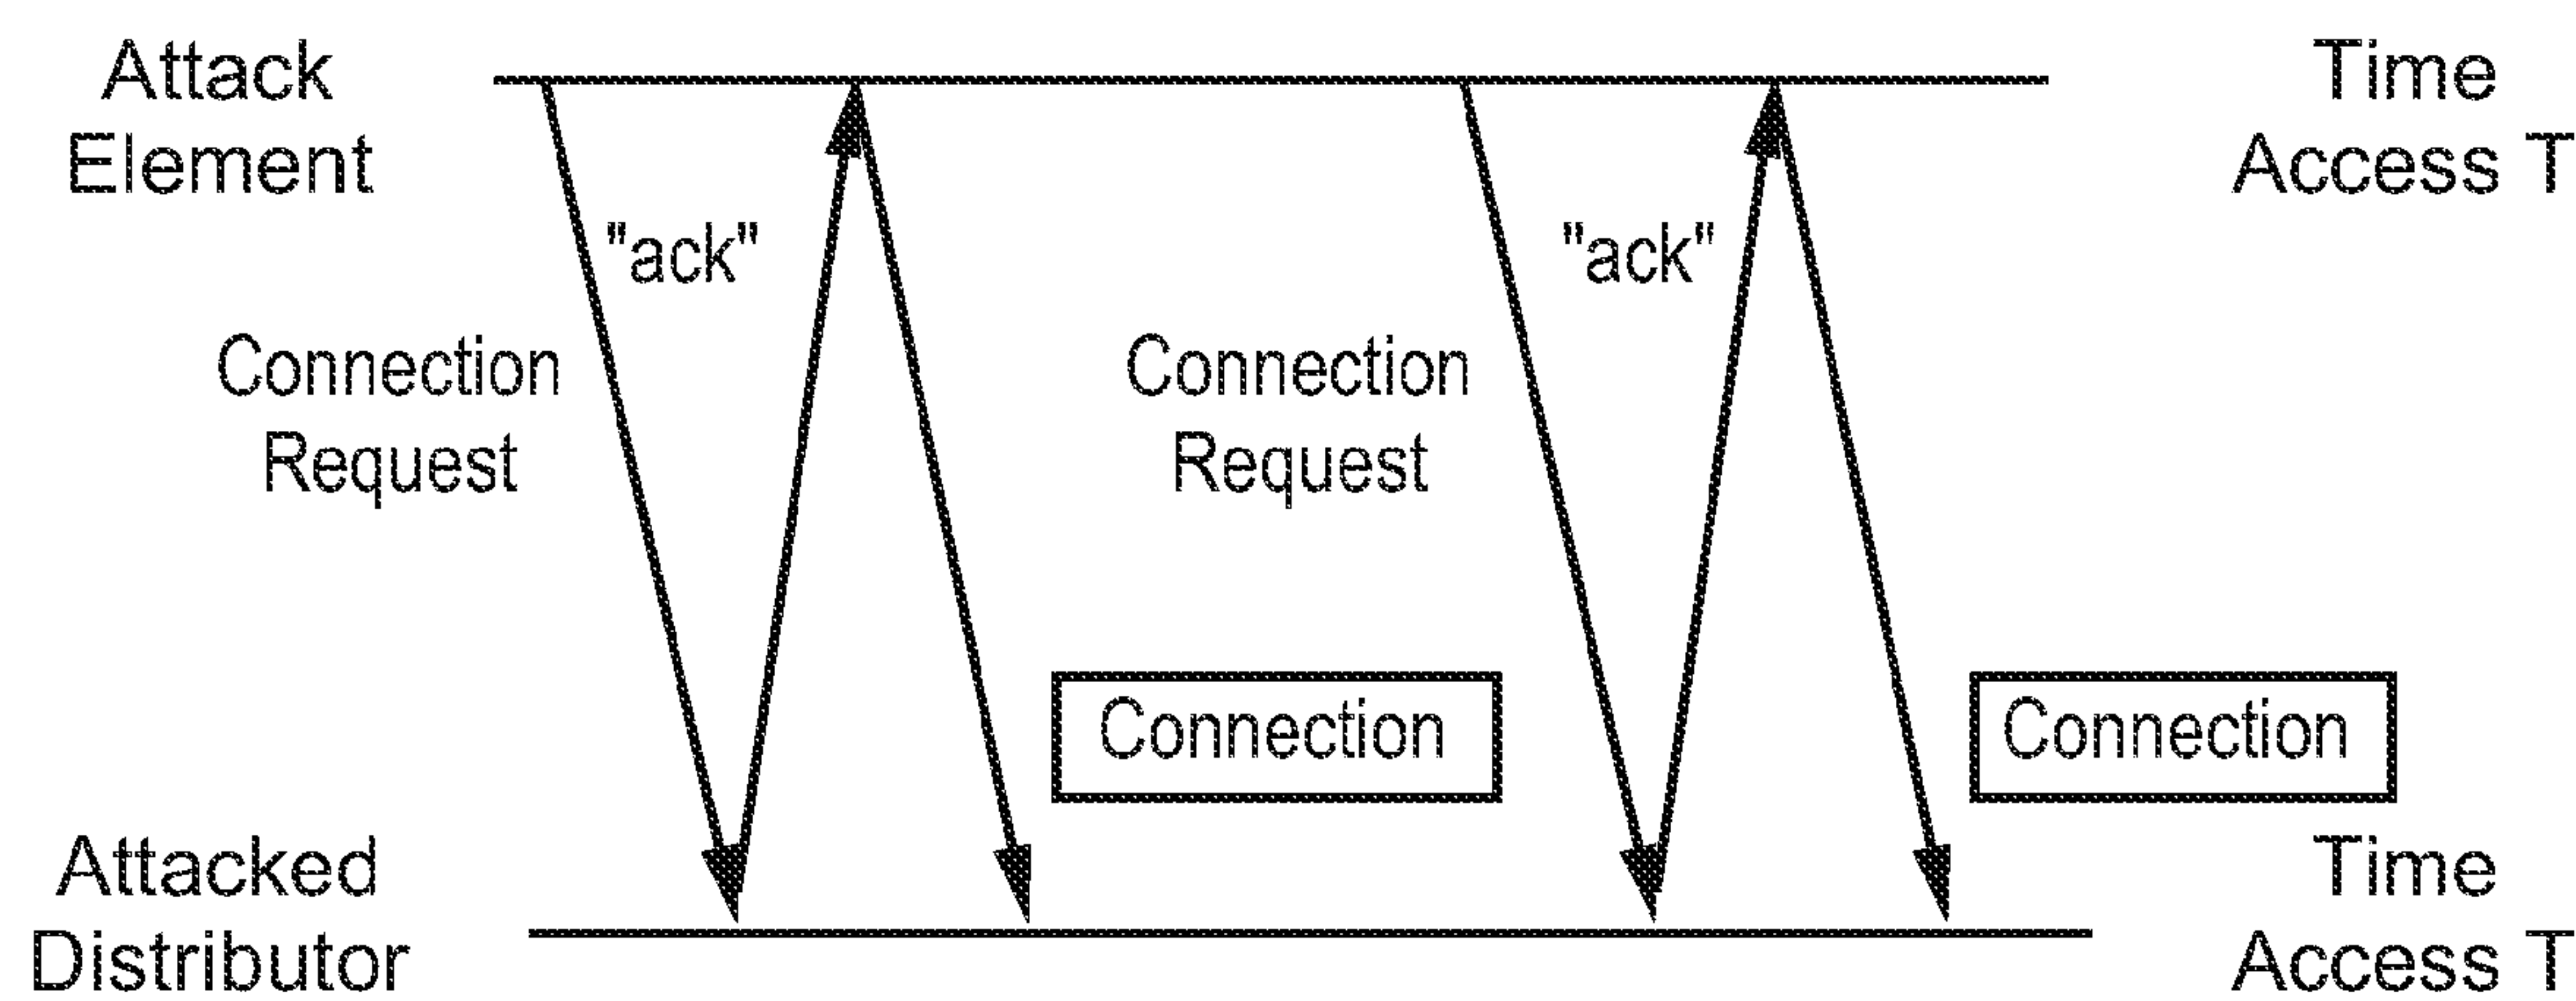 Attack
Element
Time
Access T
"ack"
"ack"
Connection
Request
Connection
Request
Connection
Connection
Attacked
Distributor
Time
Access T